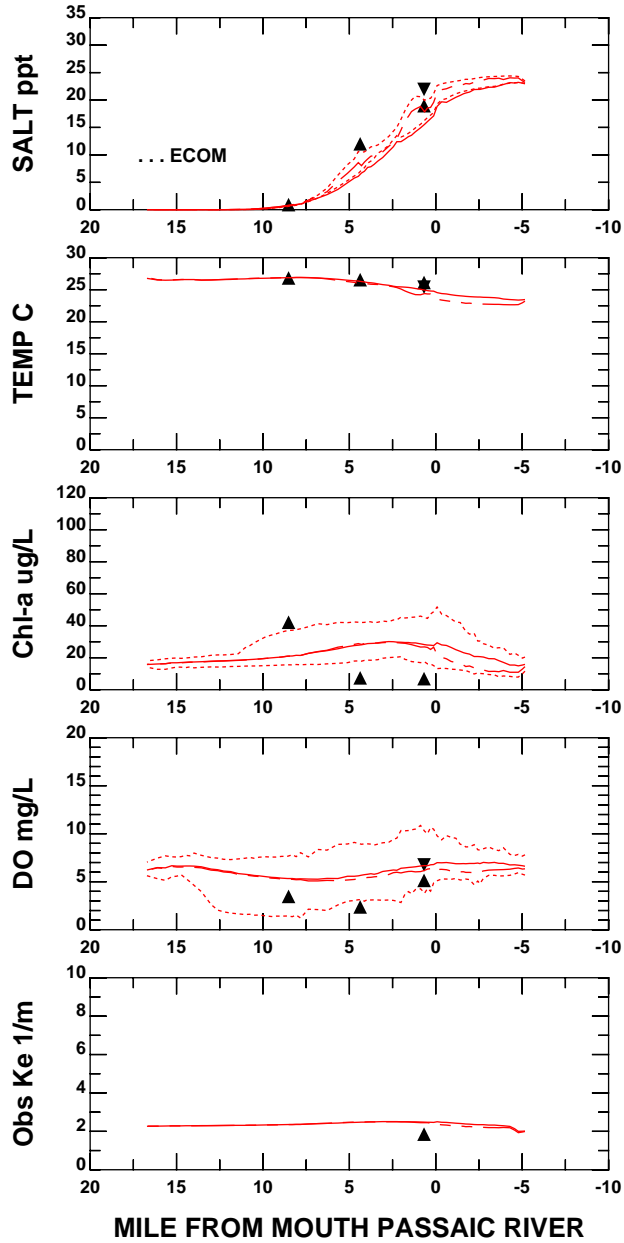 SALT ppt
35
30
25
20
15
10
5
0
. . . ECOM
20 15 10 5 0 -5 -10
TEMP C
30
25
20
15
10
5
0
20 15 10 5 0 -5 -10
Chl-a ug/L
120
100
80
60
40
20
0
20 15 10 5 0 -5 -10
DO mg/L
20
15
10
5
0
20 15 10 5 0 -5 -10
Obs Ke 1/m
10
8
6
4
2
0
20 15 10 5 0 -5 -10
MILE FROM MOUTH PASSAIC RIVER